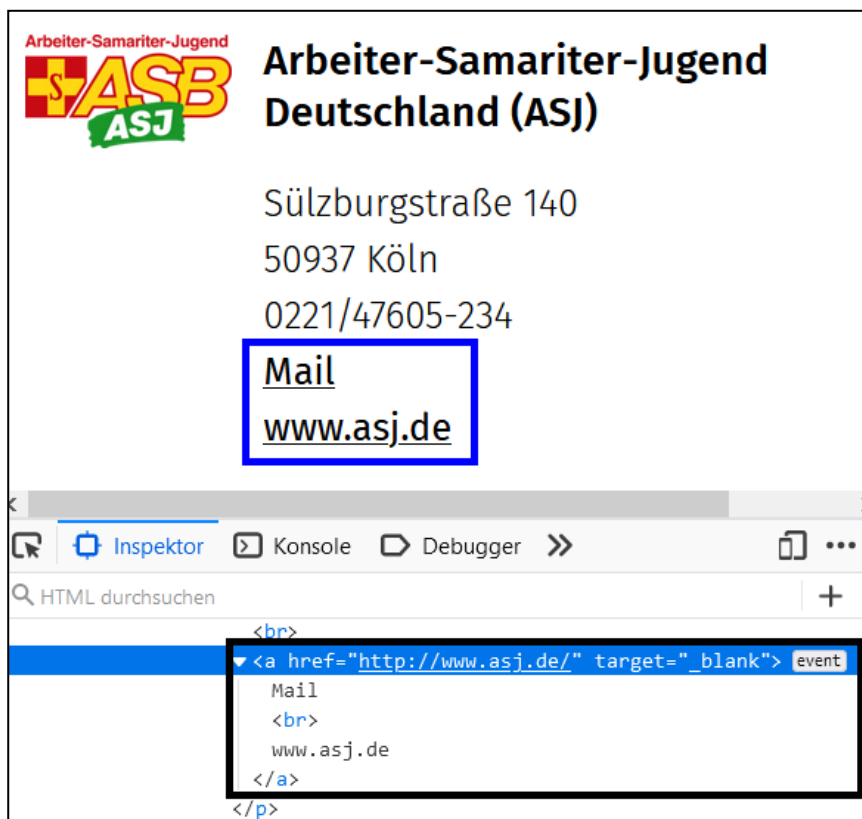 Arbeiter-Samariter-Jugend
S ASB
ASJ
Arbeiter-Samariter-Jugend
Deutschland (ASJ)
Sülzburgstraße 140
50937 Köln
0221/47605-234
Mail
www.asj.de
Inspektor Konsole Debugger
HTML durchsuchen
<br>
<a href="http://www.asj.de/" target="_blank"> event
Mail
<br>
www.asj.de
</a>
</p>